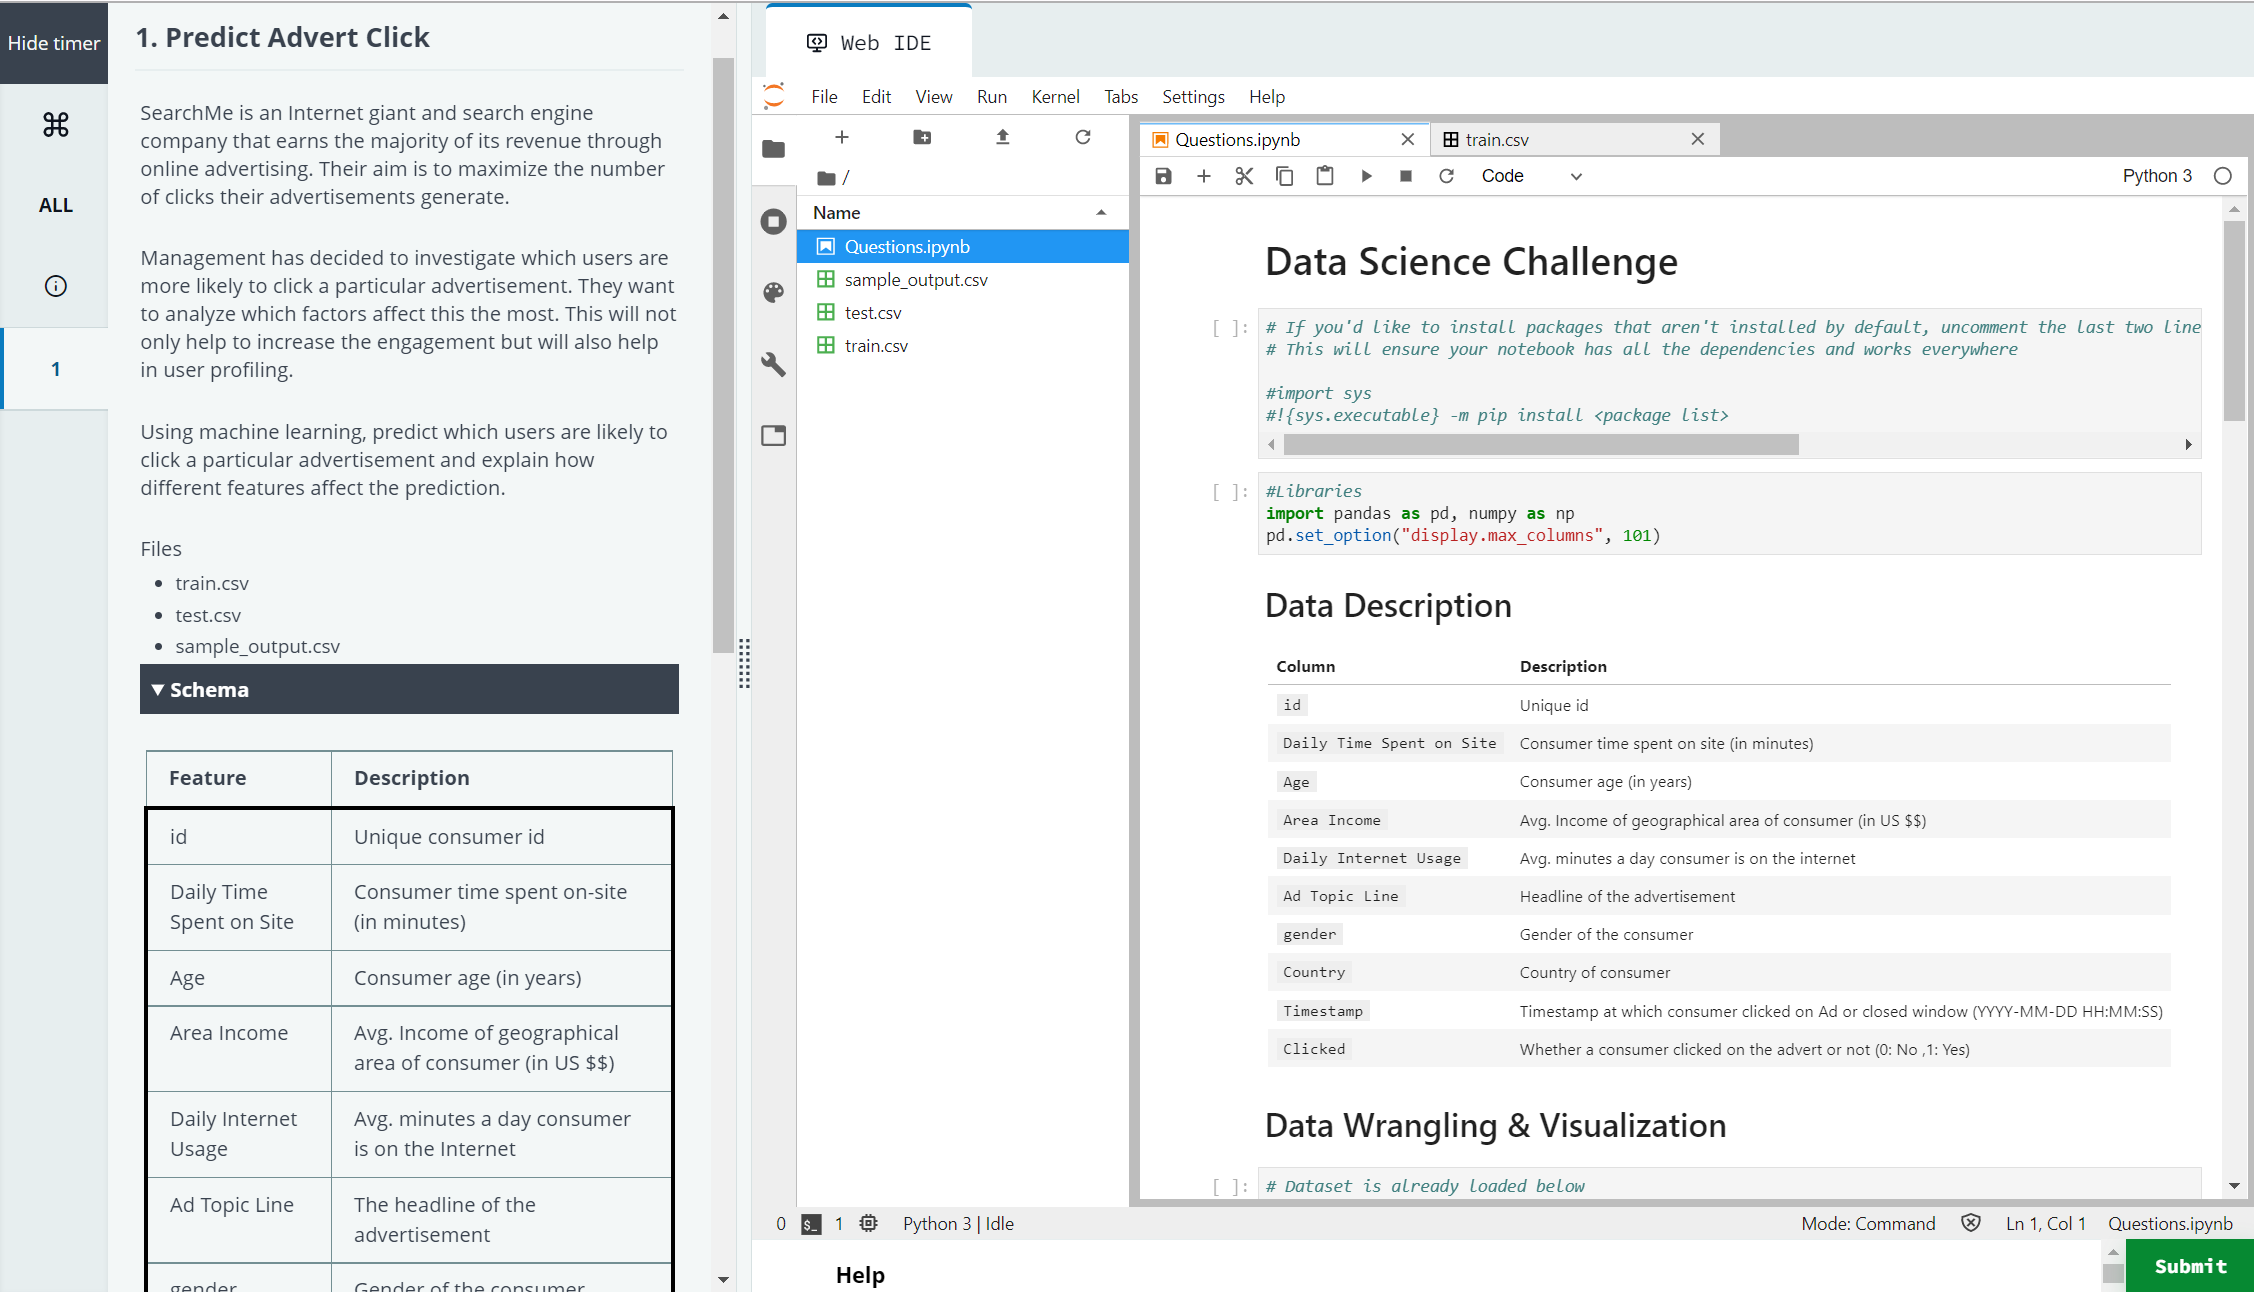 Hide timer
ALL
1
1. Predict Advert Click
SearchMe is an Internet giant and search engine
company that earns the majority of its revenue through
online advertising. Their aim is to maximize the number
of clicks their advertisements generate.
Management has decided to investigate which users are
more likely to click a particular advertisement. They want
to analyze which factors affect this the most. This will not
only help to increase the engagement but will also help
in user profiling.
Using machine learning, predict which users are likely to
click a particular advertisement and explain how
different features affect the prediction.
Files
• train.csv
• test.csv
• sample_output.csv
▼ Schema
Feature Description
id Unique consumer id
Daily Time Spent on Site Consumer time spent on-site (in minutes)
Age Consumer age (in years)
Area Income Avg. Income of geographical area of consumer (in US $$)
Daily Internet Usage Avg. minutes a day consumer is on the Internet
Ad Topic Line The headline of the advertisement
gender Gender of the consumer
Web IDE
File Edit View Run Kernel Tabs Settings Help
/
Name
Questions.ipynb
sample_output.csv
test.csv
train.csv
Questions.ipynb train.csv
Code Python 3
Data Science Challenge
[ ]: # If you'd like to install packages that aren't installed by default, uncomment the last two line
# This will ensure your notebook has all the dependencies and works everywhere
#import sys
#!{sys.executable} -m pip install <package list>
[ ]: #Libraries
import pandas as pd, numpy as np
pd.set_option("display.max_columns", 101)
Data Description
Column Description
id Unique id
Daily Time Spent on Site Consumer time spent on site (in minutes)
Age Consumer age (in years)
Area Income Avg. Income of geographical area of consumer (in US $$)
Daily Internet Usage Avg. minutes a day consumer is on the internet
Ad Topic Line Headline of the advertisement
gender Gender of the consumer
Country Country of consumer
Timestamp Timestamp at which consumer clicked on Ad or closed window (YYYY-MM-DD HH:MM:SS)
Clicked Whether a consumer clicked on the advert or not (0: No ,1: Yes)
Data Wrangling & Visualization
[ ]: # Dataset is already loaded below
0 $_ 1 Python 3 | Idle Mode: Command Ln 1, Col 1 Questions.ipynb
Help
Submit